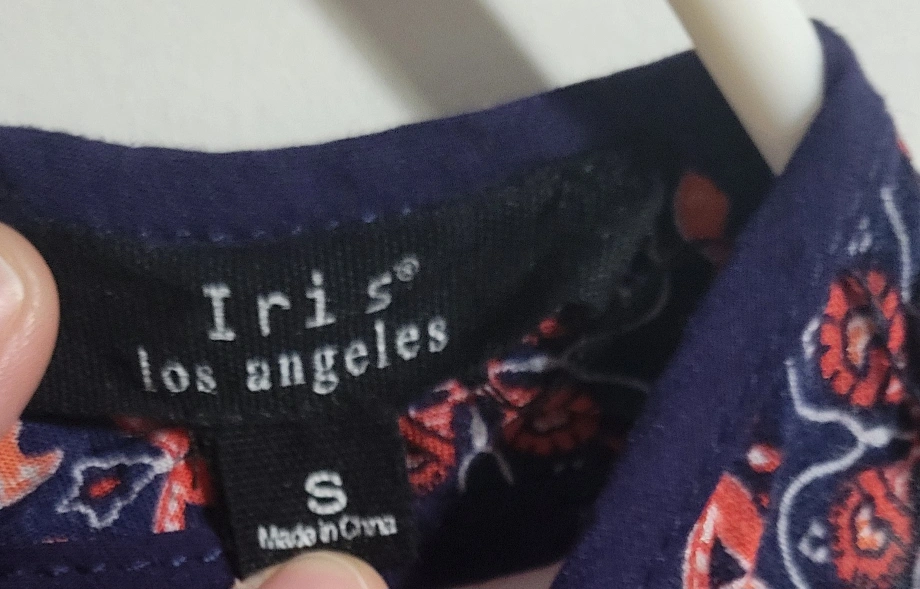 Iris®
los angeles
S
Made in China